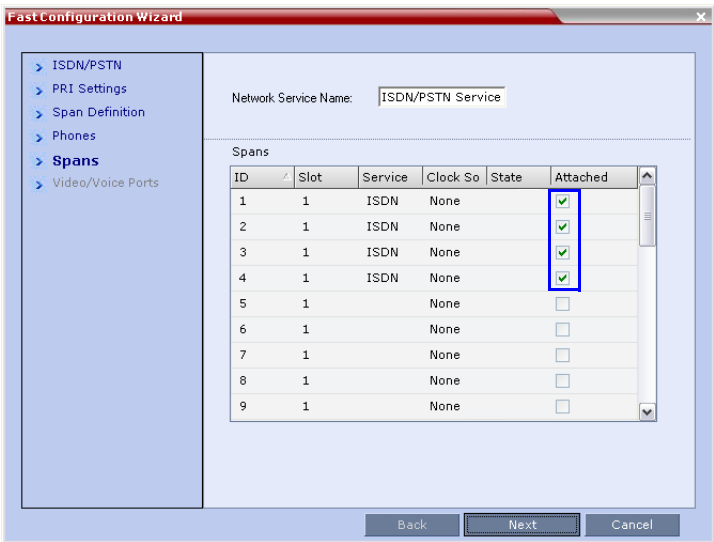 Fast Configuration Wizard
ISDN/PSTN
PRI Settings
Span Definition
Phones
Spans
Video/Voice Ports
Network Service Name: ISDN/PSTN Service
Spans
ID Slot Service Clock So State Attached
1 1 ISDN None
2 1 ISDN None
3 1 ISDN None
4 1 ISDN None
5 1 None
6 1 None
7 1 None
8 1 None
9 1 None
Back Next Cancel